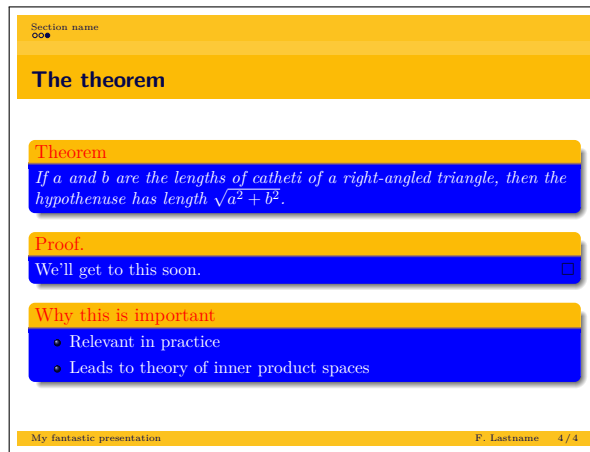 Section name
The theorem
Theorem
If a and b are the lengths of catheti of a right-angled triangle, then the
hypothenuse has length √(a² + b²).
Proof.
We'll get to this soon.
Why this is important
Relevant in practice
Leads to theory of inner product spaces
My fantastic presentation F. Lastname 4/4